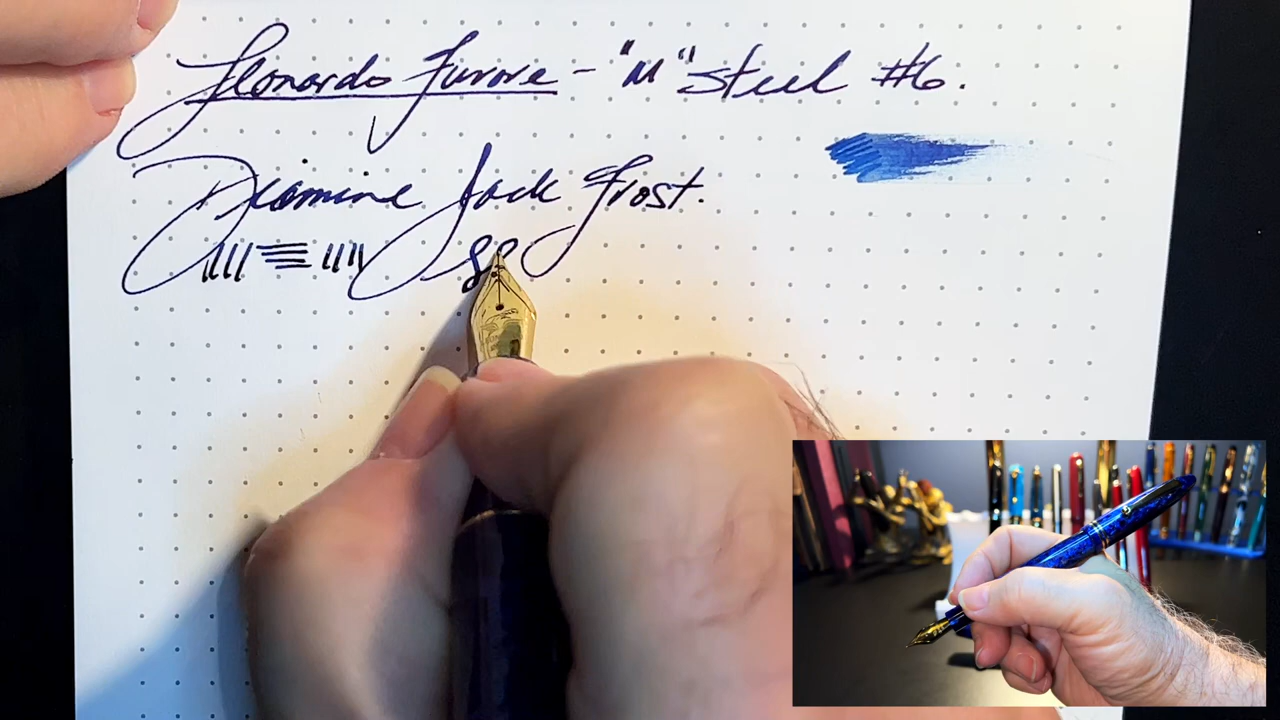 Leonardo Furore - "M" Steel #6.
Diamine Jack Frost.